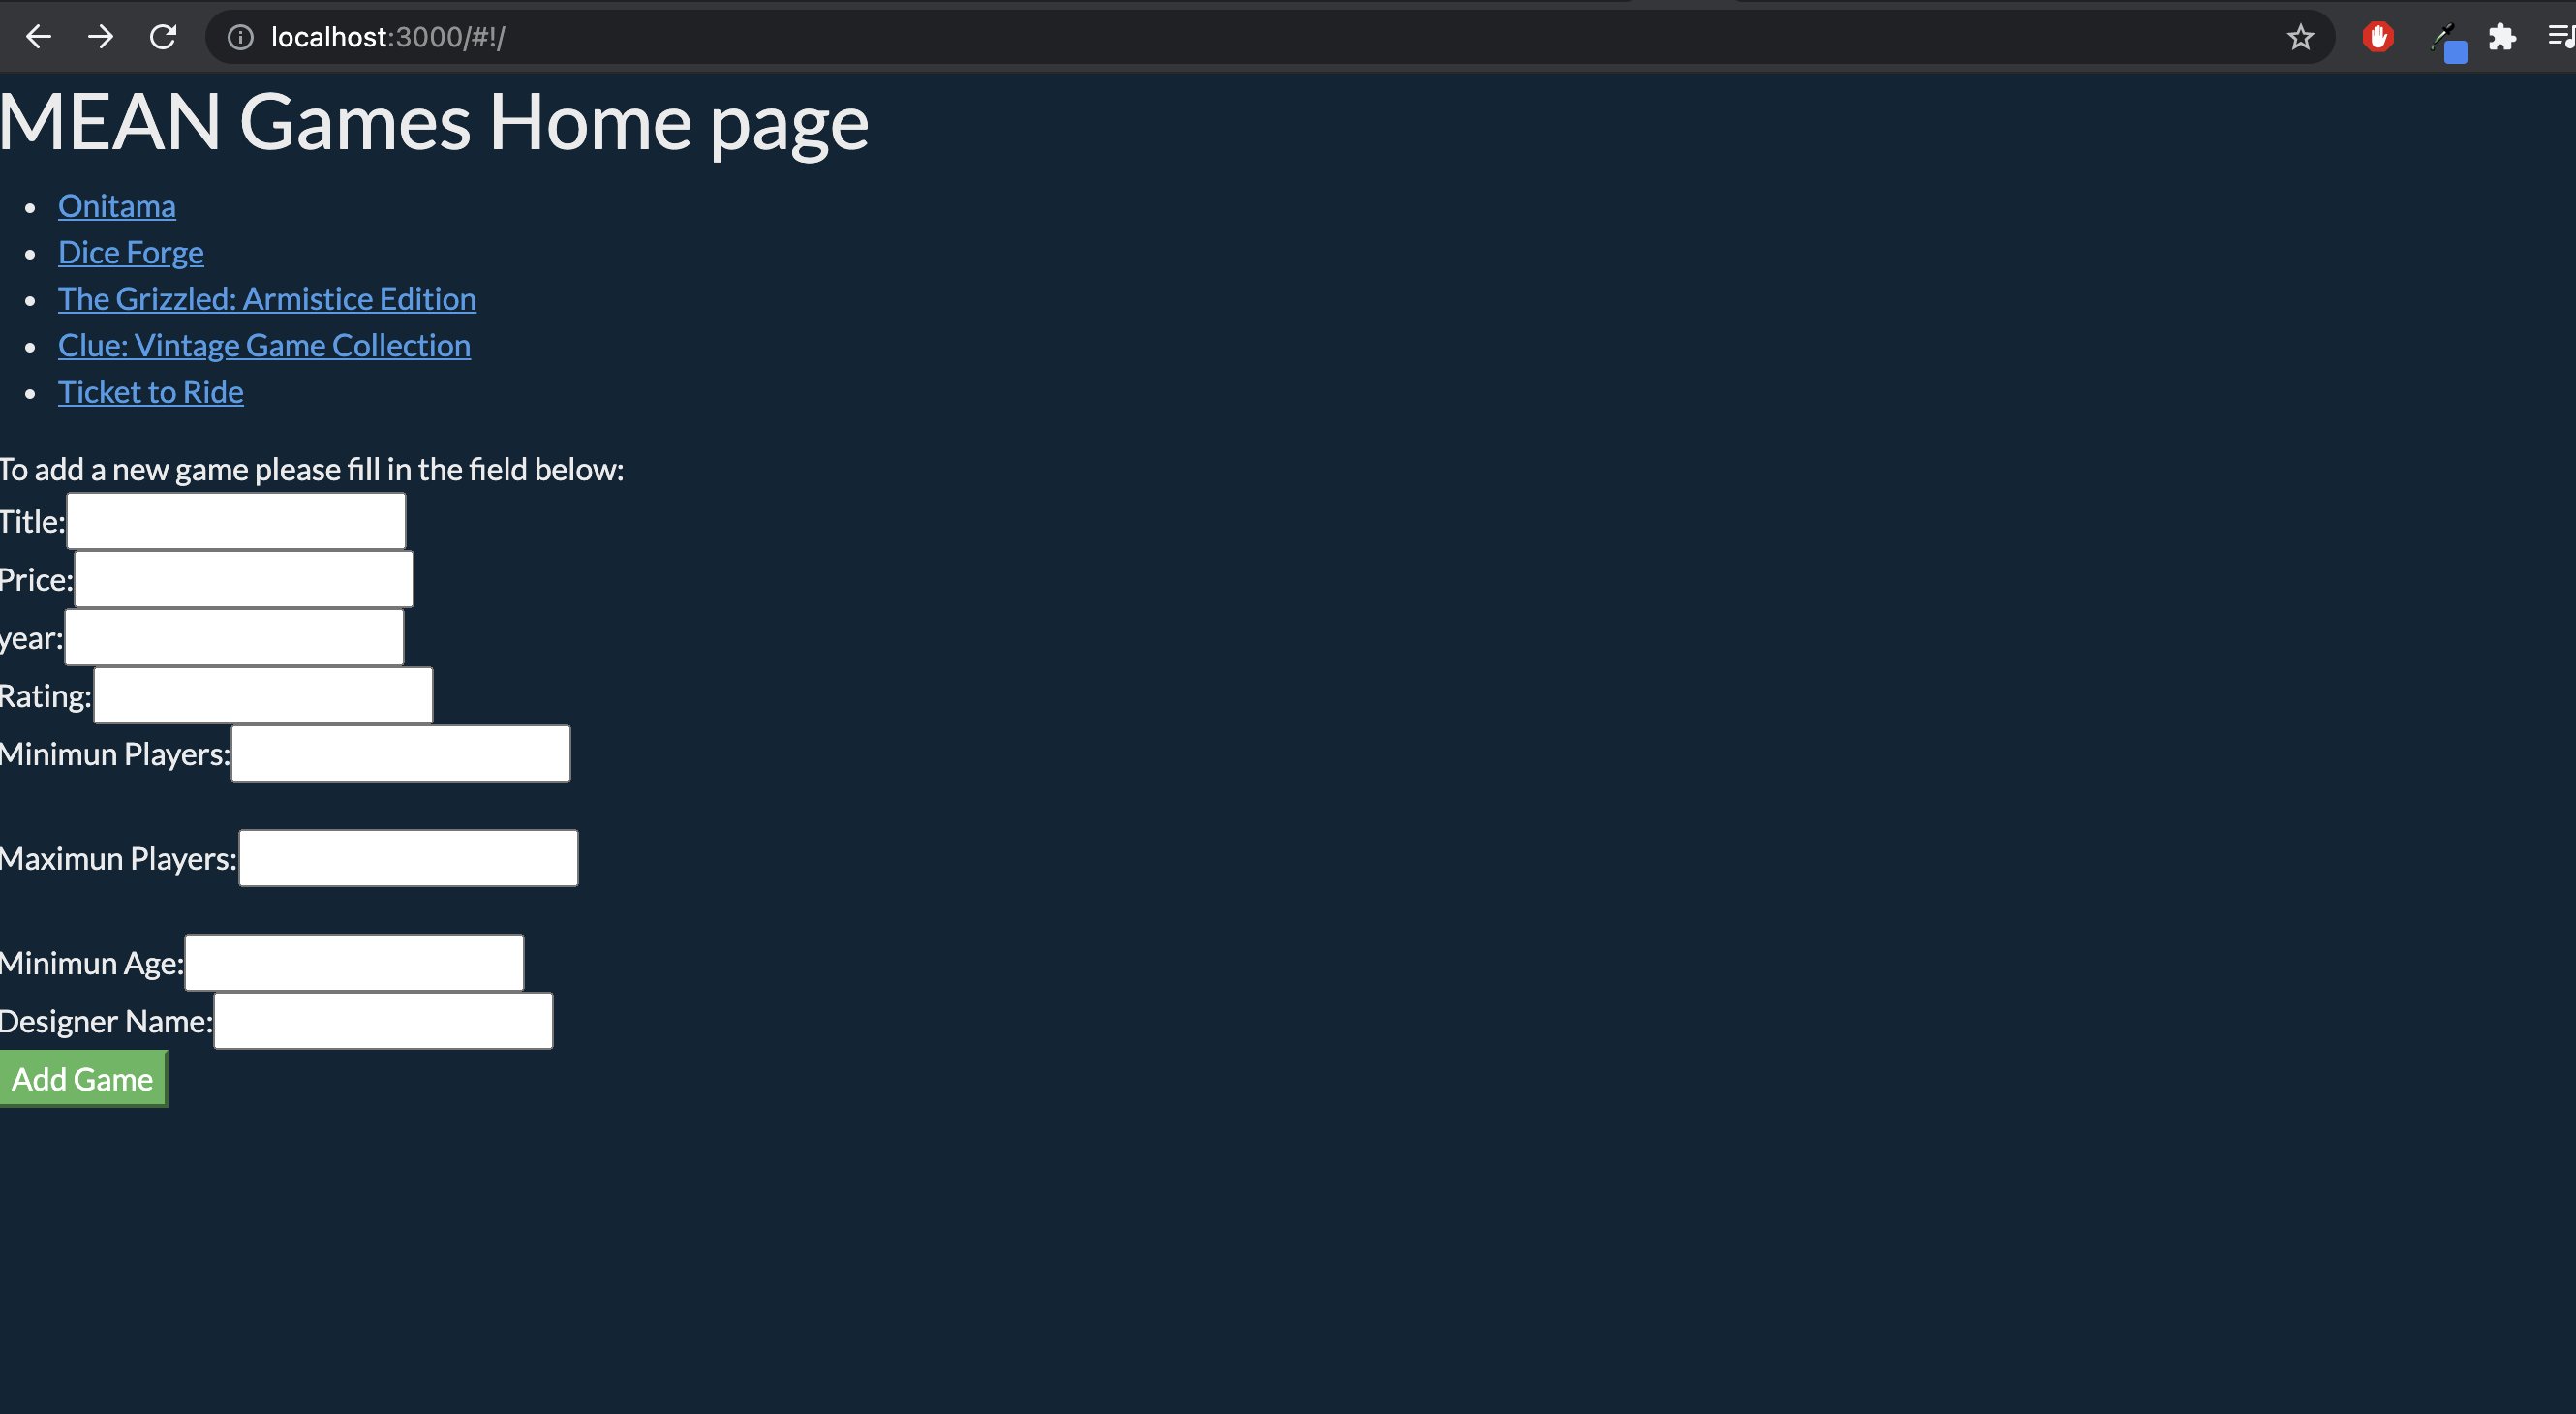 localhost:3000/#!/
MEAN Games Home page
Onitama
Dice Forge
The Grizzled: Armistice Edition
Clue: Vintage Game Collection
Ticket to Ride
To add a new game please fill in the field below:
Title:
Price:
year:
Rating:
Minimun Players:
Maximun Players:
Minimun Age:
Designer Name:
Add Game